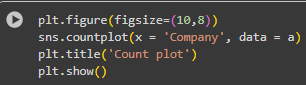 plt.figure(figsize=(10,8))
sns.countplot(x = 'Company', data = a)
plt.title('Count plot')
plt.show()